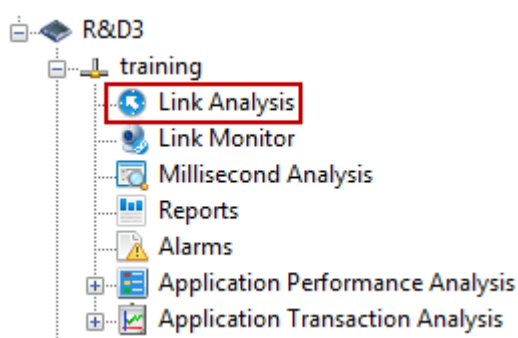 R&D3
training
Link Analysis
Link Monitor
Millisecond Analysis
Reports
Alarms
Application Performance Analysis
Application Transaction Analysis